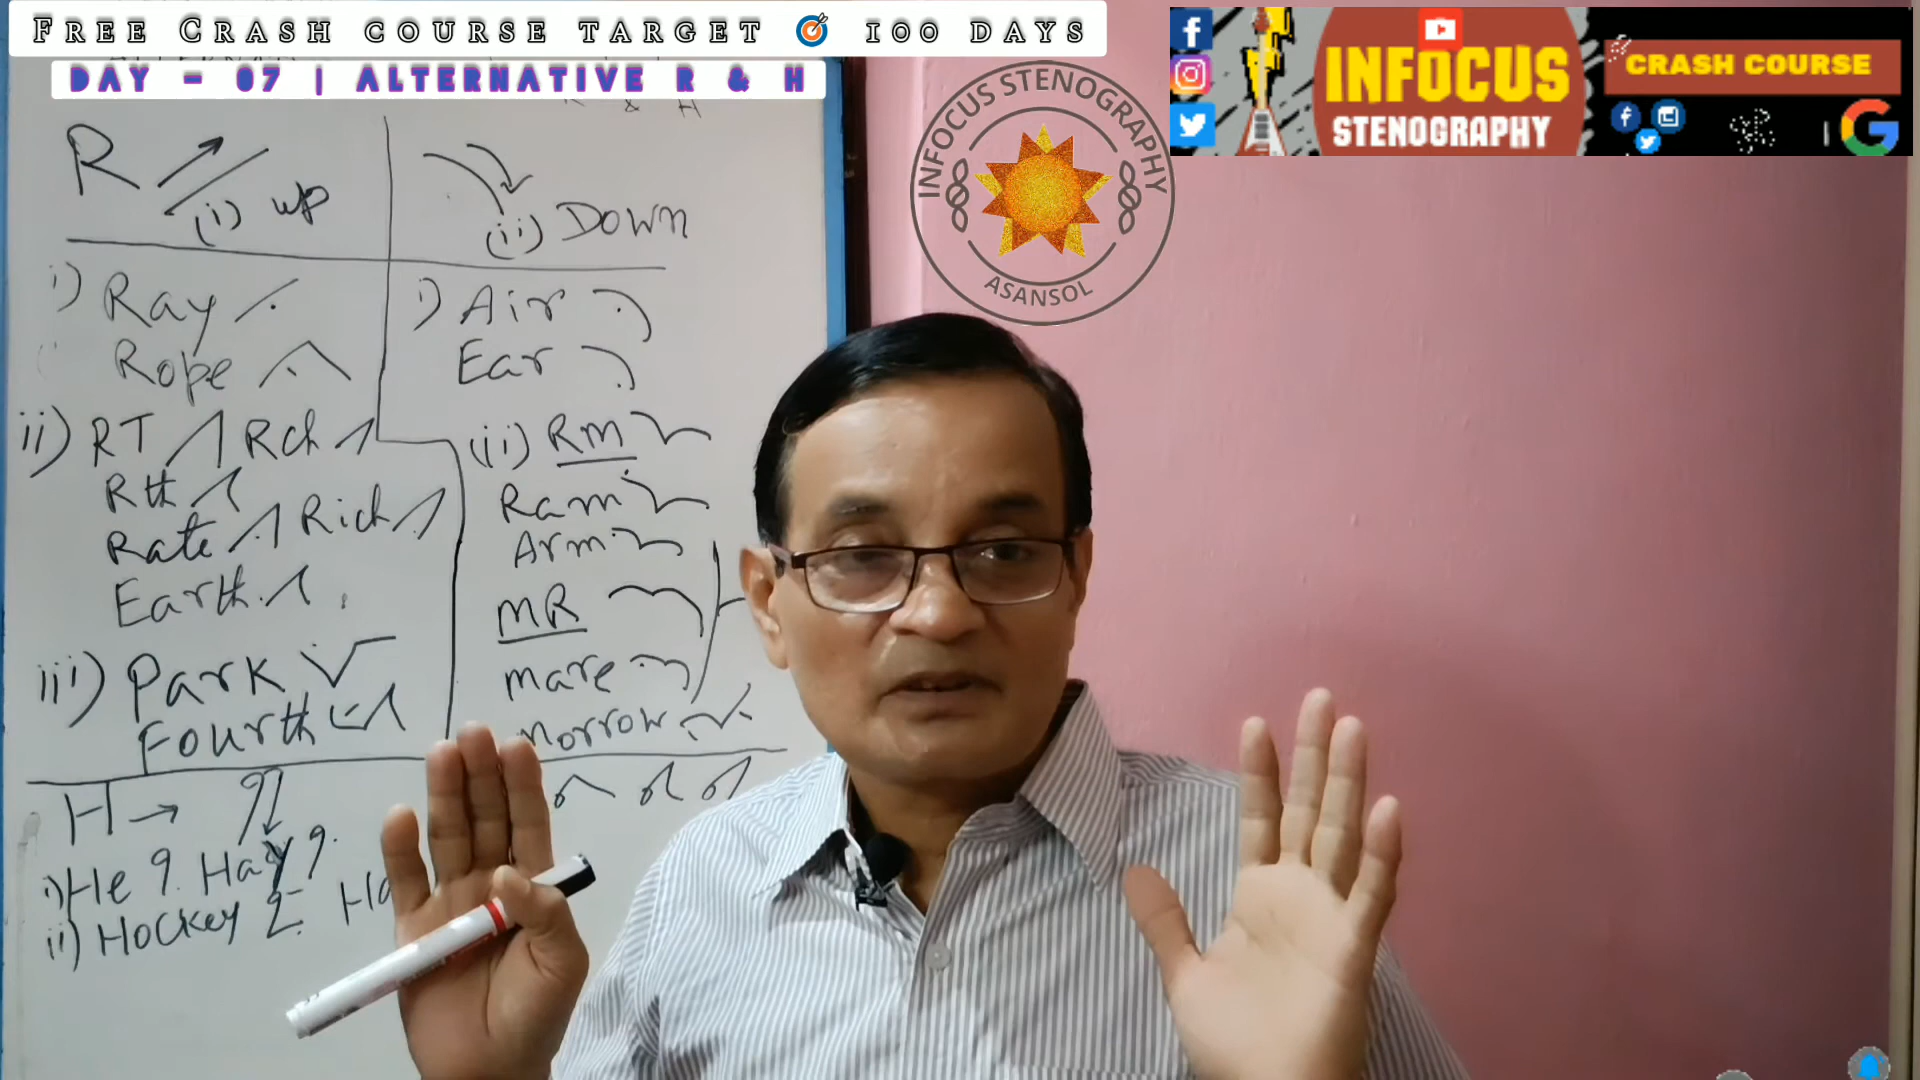 FREE CRASH COURSE TARGET 100 DAYS
DAY - 07 | ALTERNATIVE R & H
INFOCUS
STENOGRAPHY
CRASH COURSE
INFOCUS STENOGRAPHY
ASANSOL
& H
R (i) up
(ii) Down
i) Ray
Rope
ii) RT Rch
Rth
Rate Rich
Earth
iii) Park
Fourth
i) Air
Ear
(ii) Rm
Ram
Arm
MR
mare
morrow
H →
i) He Hay
ii) Hockey Ha